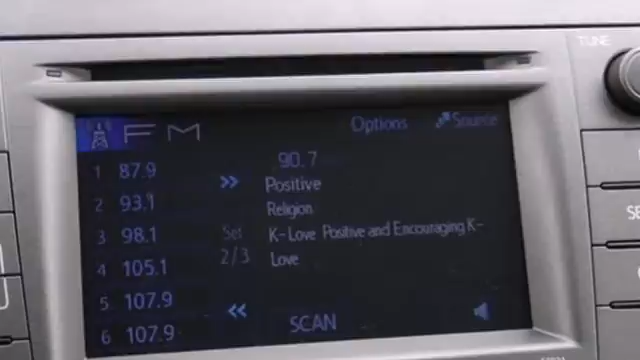 TUNE
FM
Options Source
1 87.9
2 93.1
3 98.1
4 105.1
5 107.9
6 107.9
>>
Set
2/3
<<
90.7
Positive
Religion
K-Love Positive and Encouraging K-
Love
SCAN
SE